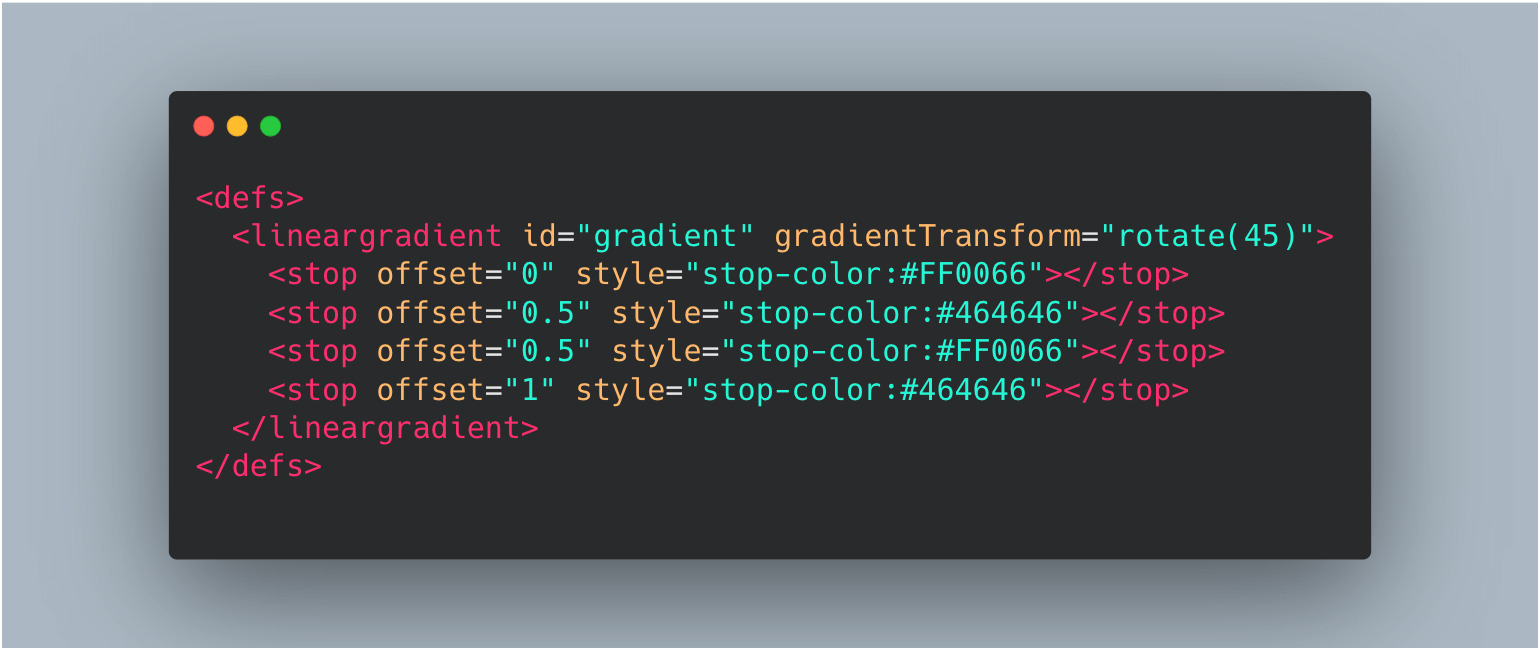 <defs>
  <lineargradient id="gradient" gradientTransform="rotate(45)">
    <stop offset="0" style="stop-color:#FF0066"></stop>
    <stop offset="0.5" style="stop-color:#464646"></stop>
    <stop offset="0.5" style="stop-color:#FF0066"></stop>
    <stop offset="1" style="stop-color:#464646"></stop>
  </lineargradient>
</defs>